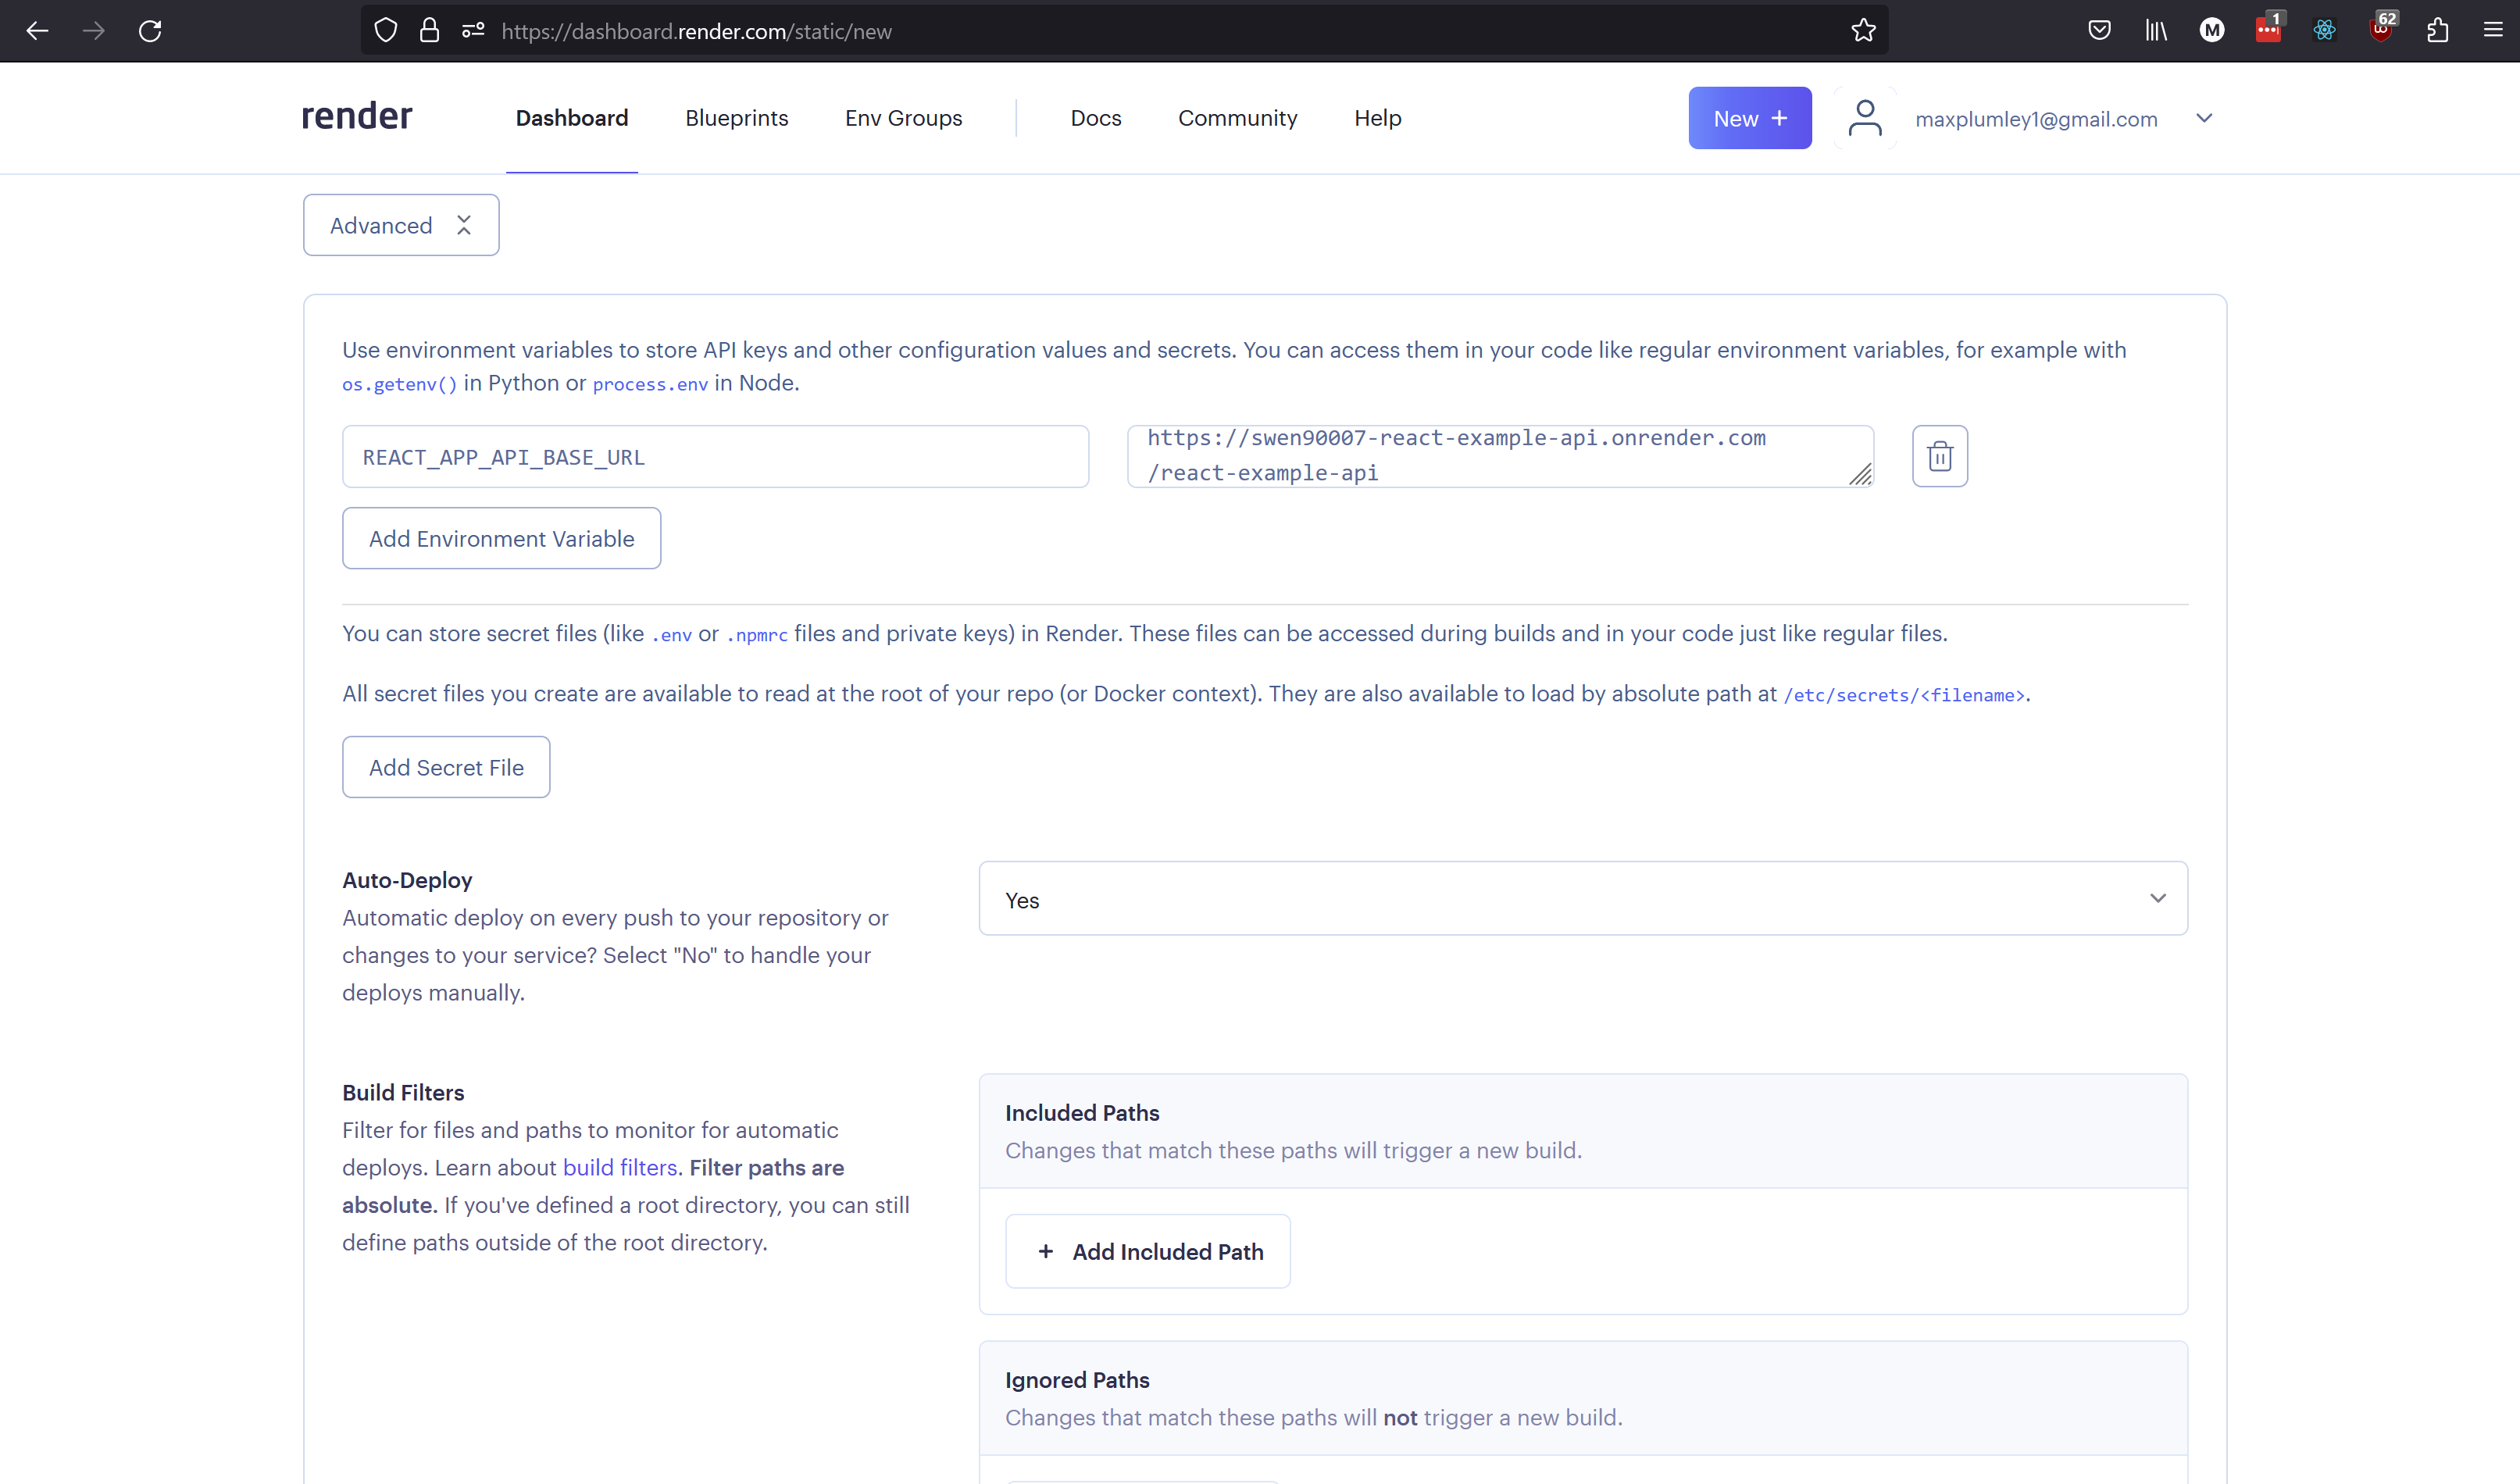 https://dashboard.render.com/static/new
1
62
M
render
Dashboard
Blueprints
Env Groups
Docs
Community
Help
New +
maxplumley1@gmail.com
Advanced
Use environment variables to store API keys and other configuration values and secrets. You can access them in your code like regular environment variables, for example with
os.getenv() in Python or process.env in Node.
REACT_APP_API_BASE_URL
https://swen90007-react-example-api.onrender.com
/react-example-api
Add Environment Variable
You can store secret files (like .env or .npmrc files and private keys) in Render. These files can be accessed during builds and in your code just like regular files.
All secret files you create are available to read at the root of your repo (or Docker context). They are also available to load by absolute path at /etc/secrets/<filename>.
Add Secret File
Auto-Deploy
Automatic deploy on every push to your repository or
changes to your service? Select "No" to handle your
deploys manually.
Yes
Build Filters
Filter for files and paths to monitor for automatic
deploys. Learn about build filters. Filter paths are
absolute. If you've defined a root directory, you can still
define paths outside of the root directory.
Included Paths
Changes that match these paths will trigger a new build.
+ Add Included Path
Ignored Paths
Changes that match these paths will not trigger a new build.